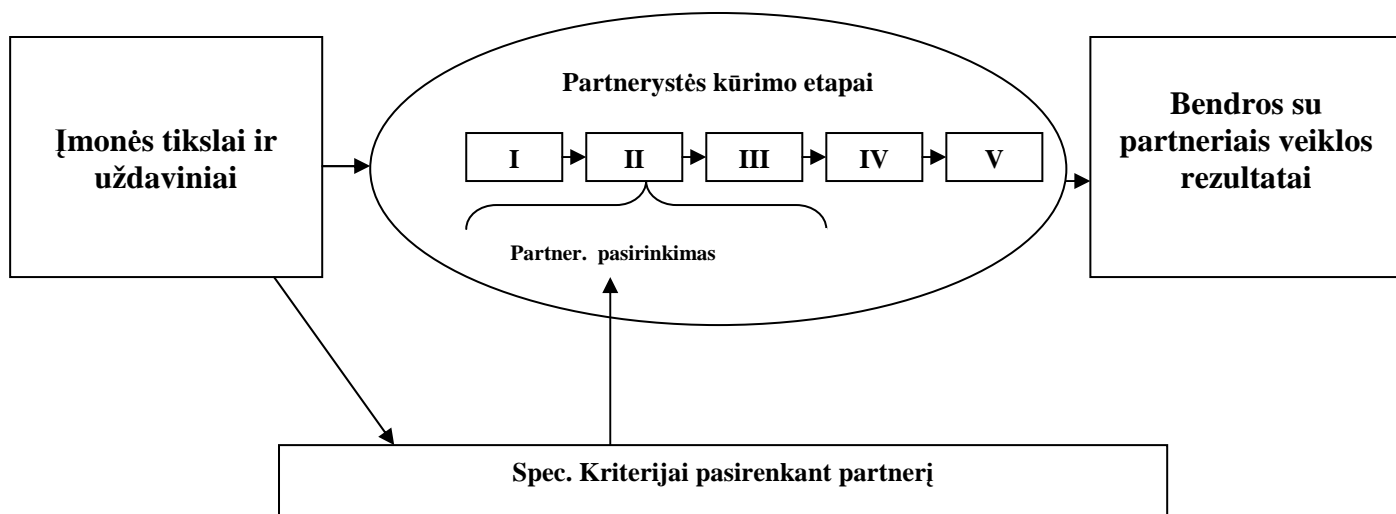 Partnerystės kūrimo etapai
Įmonės tikslai ir
uždaviniai
I
II
III
IV
V
Partner. pasirinkimas
Bendros su
partneriais veiklos
rezultatai
Spec. Kriterijai pasirenkant partnerį